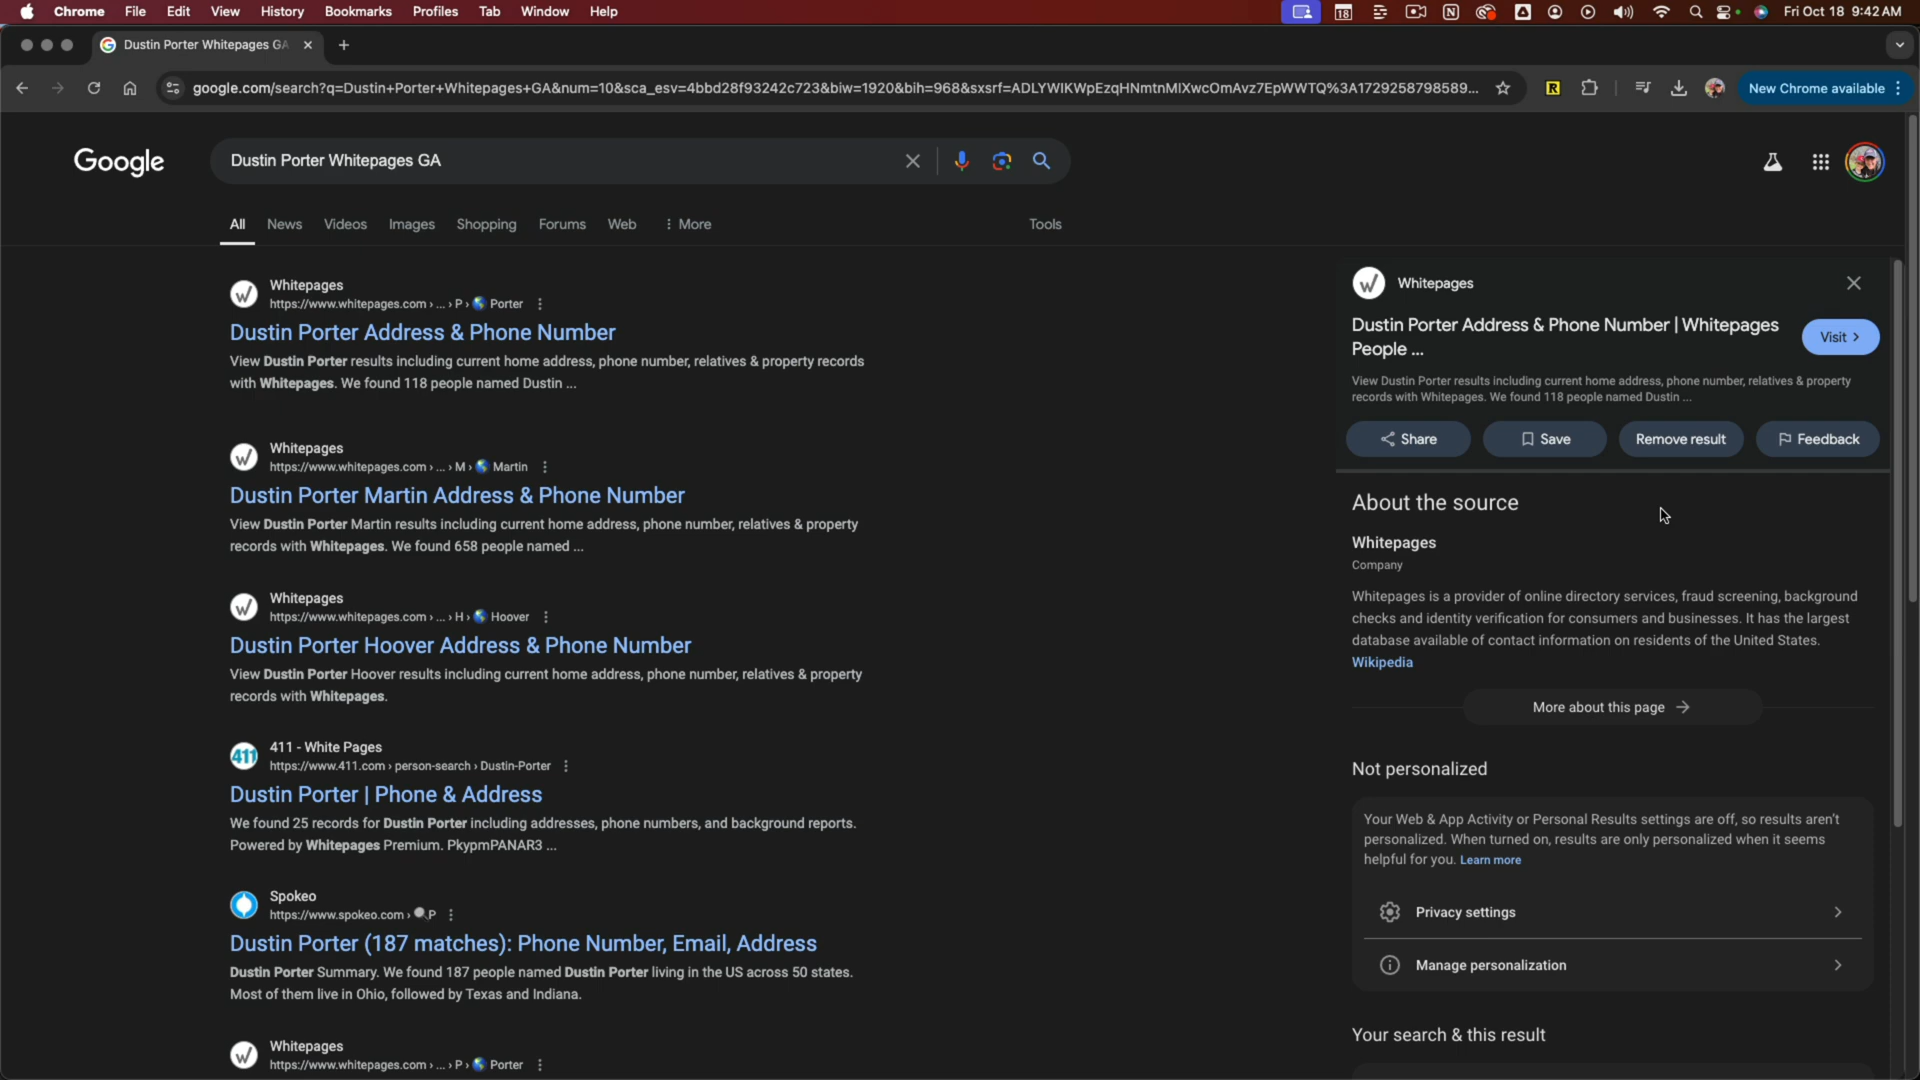 Chrome File Edit View History Bookmarks Profiles Tab Window Help
18
Fri Oct 18 9:42 AM
Dustin Porter Whitepages GA
google.com/search?q=Dustin+Porter+Whitepages+GA&num=10&sca_esv=4bbd28f93242c723&biw=1920&bih=968&sxsrf=ADLYWIKWpEzqHNmtnMIXwcOmAvz7EpWWTQ%3A1729258798589...
R
New Chrome available
Google
Dustin Porter Whitepages GA
All News Videos Images Shopping Forums Web More Tools
Whitepages
https://www.whitepages.com › ... › P › Porter
Dustin Porter Address & Phone Number
View Dustin Porter results including current home address, phone number, relatives & property records
with Whitepages. We found 118 people named Dustin ...
Whitepages
https://www.whitepages.com › ... › M › Martin
Dustin Porter Martin Address & Phone Number
View Dustin Porter Martin results including current home address, phone number, relatives & property
records with Whitepages. We found 658 people named ...
Whitepages
https://www.whitepages.com › ... › H › Hoover
Dustin Porter Hoover Address & Phone Number
View Dustin Porter Hoover results including current home address, phone number, relatives & property
records with Whitepages.
411
411 - White Pages
https://www.411.com › person-search › Dustin-Porter
Dustin Porter | Phone & Address
We found 25 records for Dustin Porter including addresses, phone numbers, and background reports.
Powered by Whitepages Premium. PkypmPANAR3 ...
Spokeo
https://www.spokeo.com › P
Dustin Porter (187 matches): Phone Number, Email, Address
Dustin Porter Summary. We found 187 people named Dustin Porter living in the US across 50 states.
Most of them live in Ohio, followed by Texas and Indiana.
Whitepages
https://www.whitepages.com › ... › P › Porter
Whitepages
Dustin Porter Address & Phone Number | Whitepages
People ...
Visit
View Dustin Porter results including current home address, phone number, relatives & property
records with Whitepages. We found 118 people named Dustin ...
Share Save Remove result Feedback
About the source
Whitepages
Company
Whitepages is a provider of online directory services, fraud screening, background
checks and identity verification for consumers and businesses. It has the largest
database available of contact information on residents of the United States.
Wikipedia
More about this page
Not personalized
Your Web & App Activity or Personal Results settings are off, so results aren't
personalized. When turned on, results are only personalized when it seems
helpful for you. Learn more
Privacy settings
Manage personalization
Your search & this result